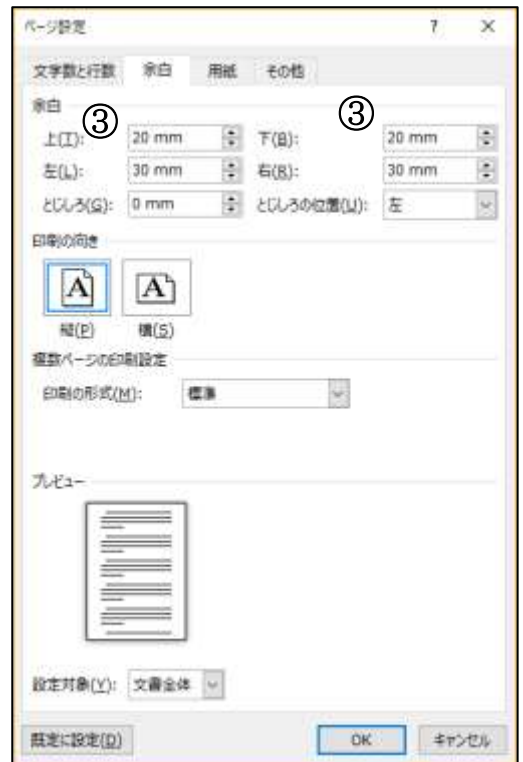 ページ設定 ? ×
文字数と行数 余白 用紙 その他
余白
③ ③
上(T): 20 mm 下(B): 20 mm
左(L): 30 mm 右(R): 30 mm
とじしろ(G): 0 mm とじしろの位置(U): 左
印刷の向き
A A
縦(P) 横(S)
複数ページの印刷設定
印刷の形式(M): 標準
プレビュー
設定対象(Y): 文書全体
既定に設定(D) OK キャンセル